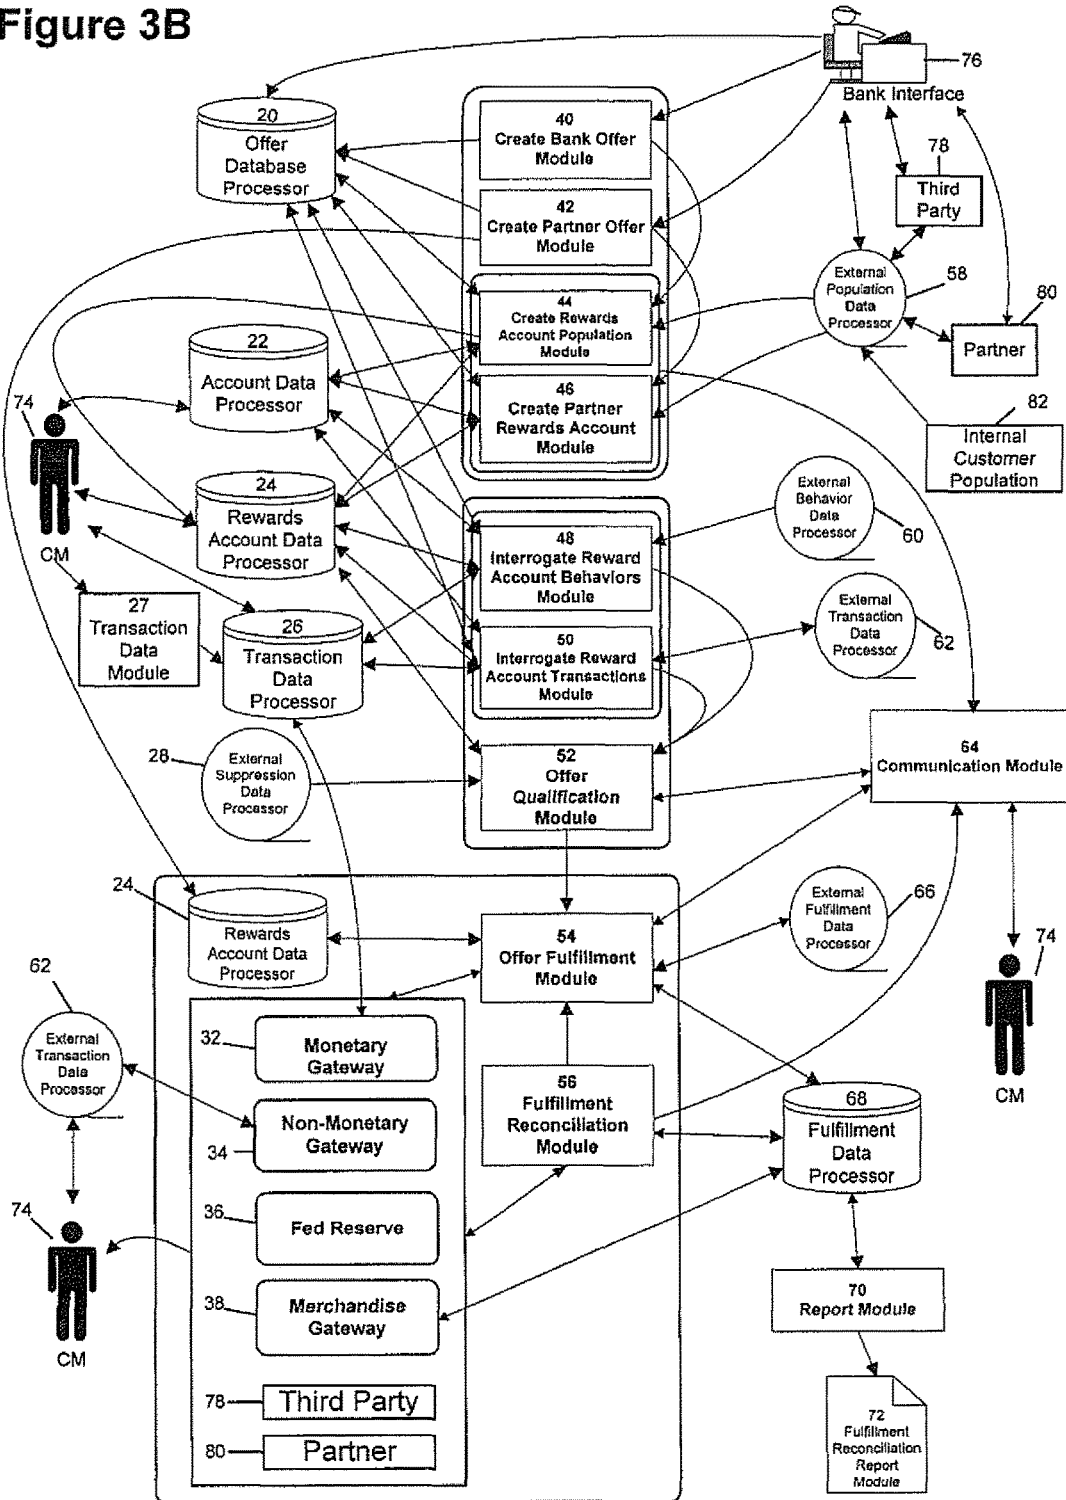 Figure 3B
76
Bank Interface
20
Offer
Database
Processor
40
Create Bank Offer
Module
78
Third
Party
42
Create Partner Offer
Module
External
Population
Data
Processor
58
44
Create Rewards
Account Population
Module
80
Partner
22
Account Data
Processor
46
Create Partner
Rewards Account
Module
82
Internal
Customer
Population
74
CM
24
Rewards
Account Data
Processor
External
Behavior
Data
Processor
60
48
Interrogate Reward
Account Behaviors
Module
27
Transaction
Data
Module
26
Transaction
Data
Processor
50
Interrogate Reward
Account Transactions
Module
External
Transaction
Data
Processor
62
28
External
Suppression
Data
Processor
52
Offer
Qualification
Module
64
Communication Module
24
Rewards
Account Data
Processor
54
Offer Fulfillment
Module
External
Fulfillment
Data
Processor
66
74
CM
62
External
Transaction
Data
Processor
32
Monetary
Gateway
56
Fulfillment
Reconciliation
Module
68
Fulfillment
Data
Processor
Non-Monetary
Gateway
34
74
CM
36
Fed Reserve
38
Merchandise
Gateway
70
Report Module
78
Third Party
80
Partner
72
Fulfillment
Reconciliation
Report
Module